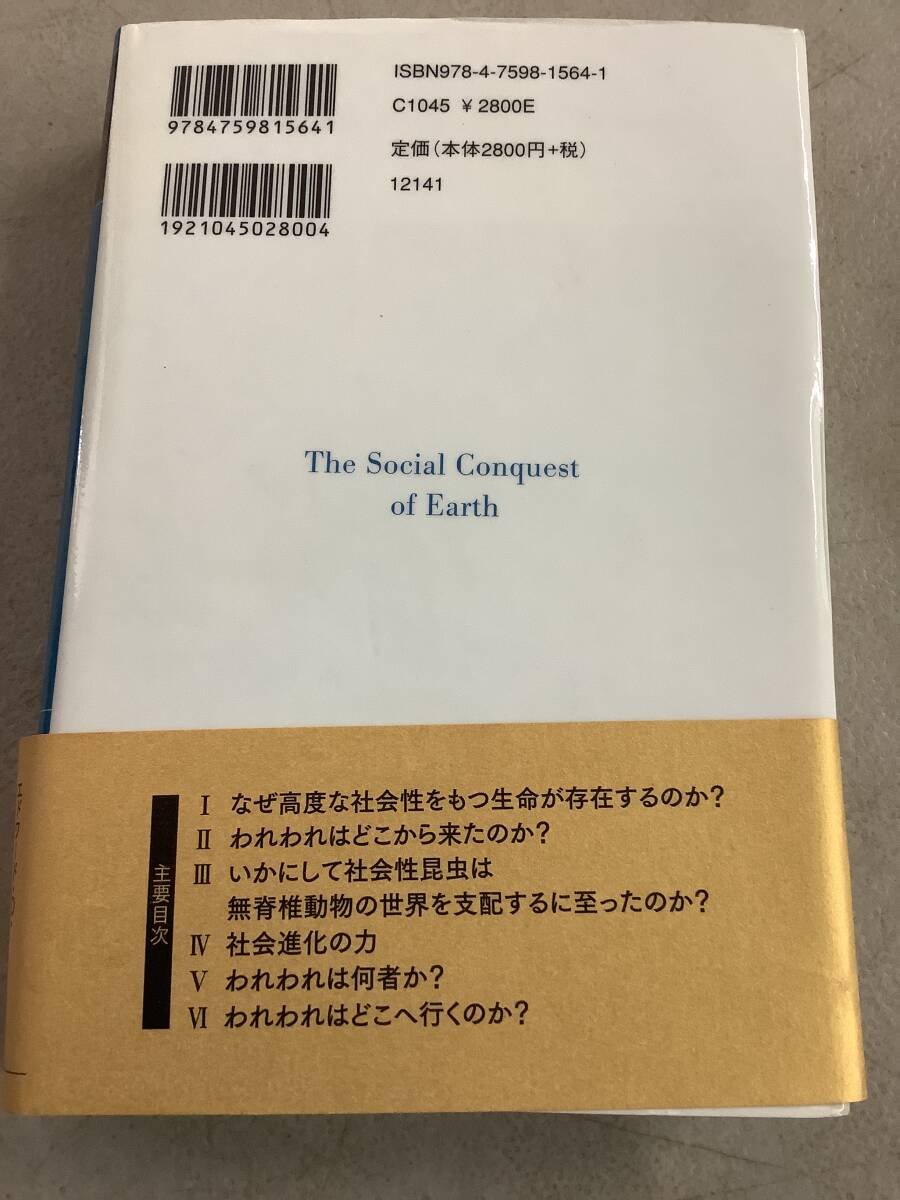 ISBN978-4-7598-1564-1
9784759815641
C1045 ¥2800E
定価(本体2800円+税)
12141
1921045028004
The Social Conquest
of Earth
主要目次
Ⅰ なぜ高度な社会性をもつ生命が存在するのか?
Ⅱ われわれはどこから来たのか?
Ⅲ いかにして社会性昆虫は
無脊椎動物の世界を支配するに至ったのか?
Ⅳ 社会進化の力
Ⅴ われわれは何者か?
Ⅵ われわれはどこへ行くのか?